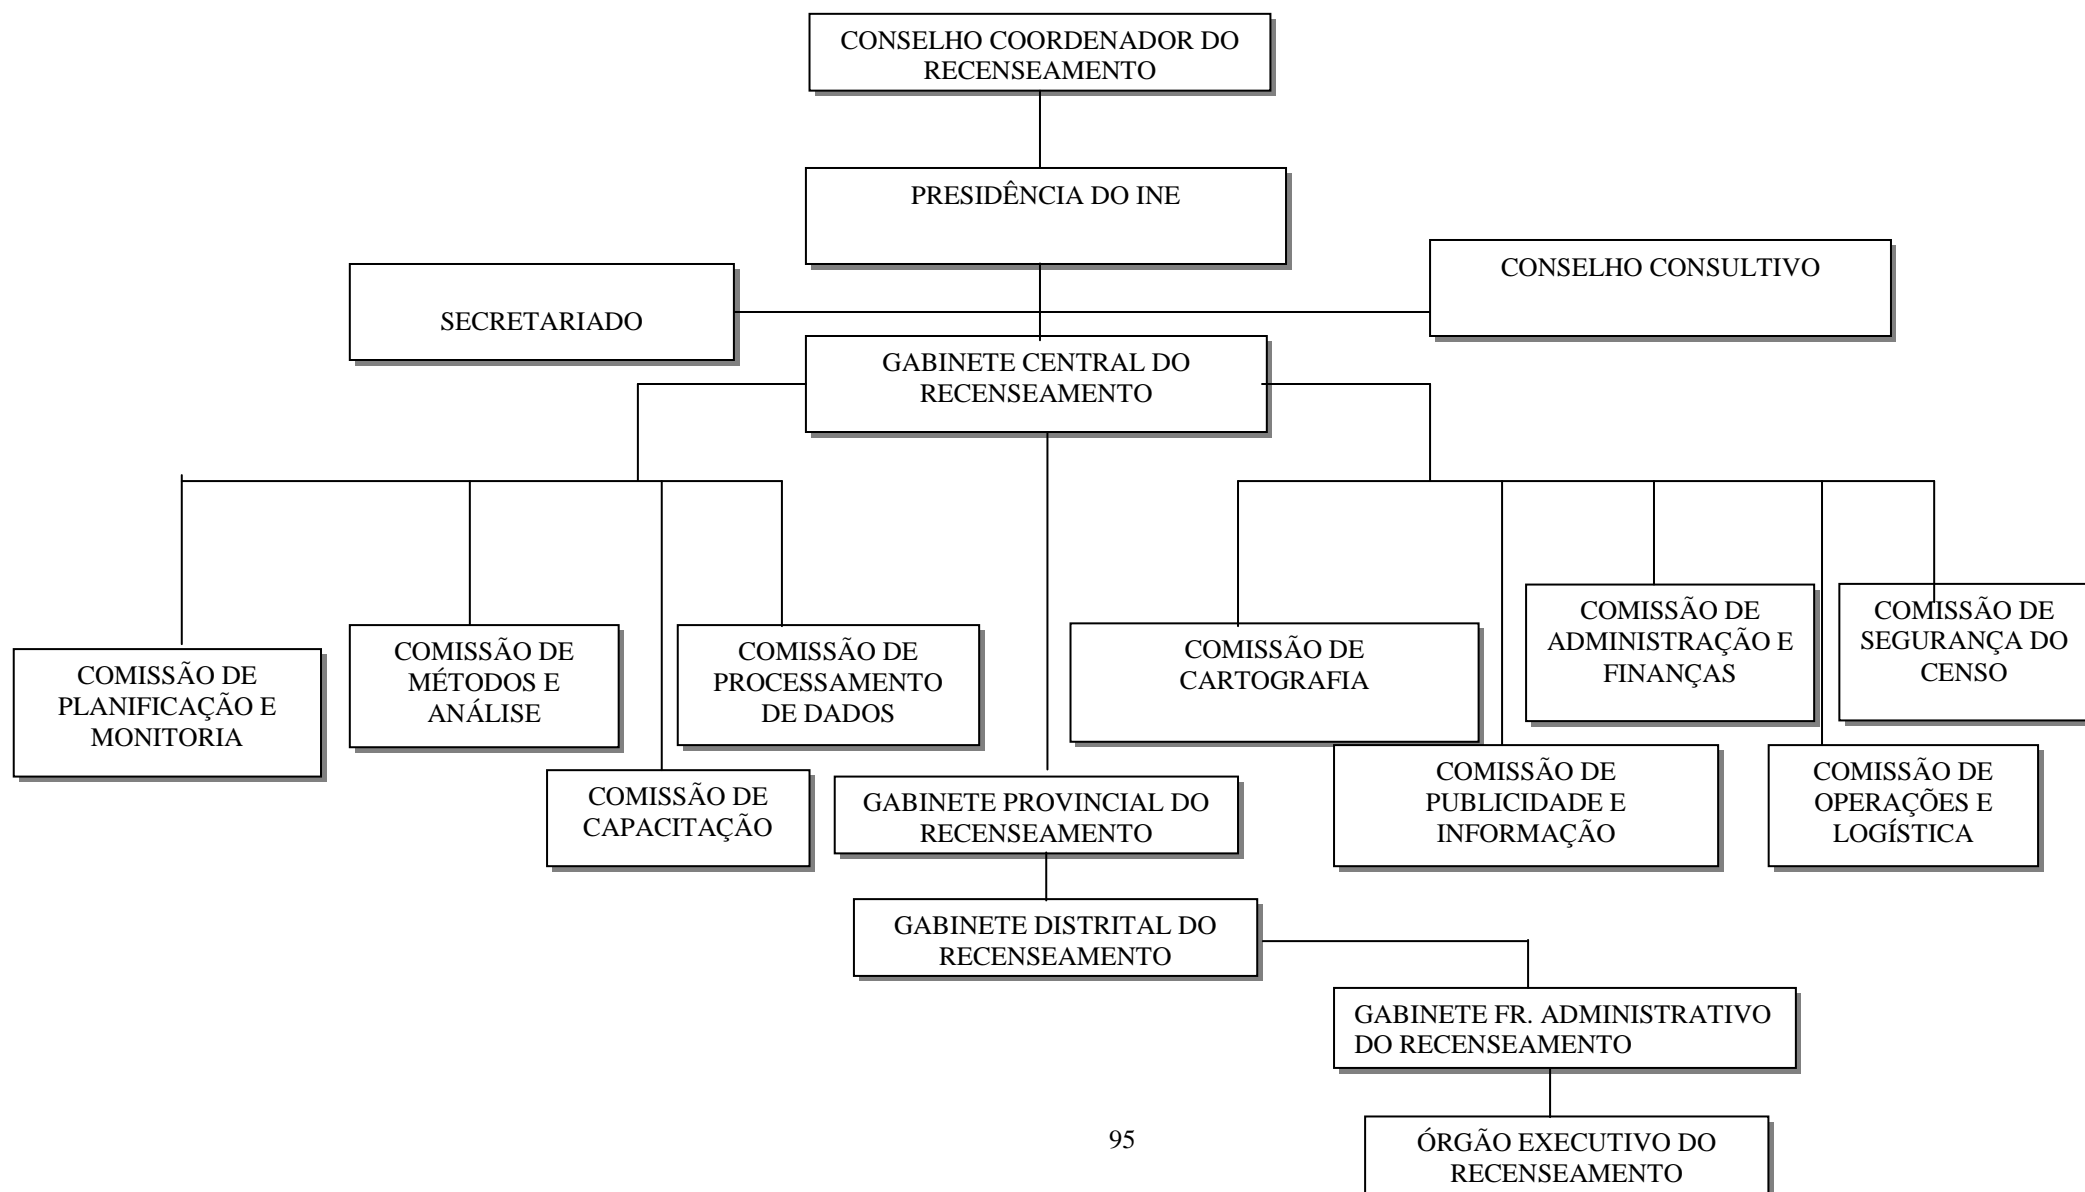 CONSELHO COORDENADOR DO
RECENSEAMENTO
PRESIDÊNCIA DO INE
CONSELHO CONSULTIVO
SECRETARIADO
GABINETE CENTRAL DO
RECENSEAMENTO
COMISSÃO DE
PLANIFICAÇÃO E
MONITORIA
COMISSÃO DE
MÉTODOS E
ANÁLISE
COMISSÃO DE
CAPACITAÇÃO
COMISSÃO DE
PROCESSAMENTO
DE DADOS
COMISSÃO DE
CARTOGRAFIA
COMISSÃO DE
PUBLICIDADE E
INFORMAÇÃO
COMISSÃO DE
ADMINISTRAÇÃO E
FINANÇAS
COMISSÃO DE
OPERAÇÕES E
LOGÍSTICA
COMISSÃO DE
SEGURANÇA DO
CENSO
GABINETE PROVINCIAL DO
RECENSEAMENTO
GABINETE DISTRITAL DO
RECENSEAMENTO
GABINETE FR. ADMINISTRATIVO
DO RECENSEAMENTO
ÓRGÃO EXECUTIVO DO
RECENSEAMENTO
95